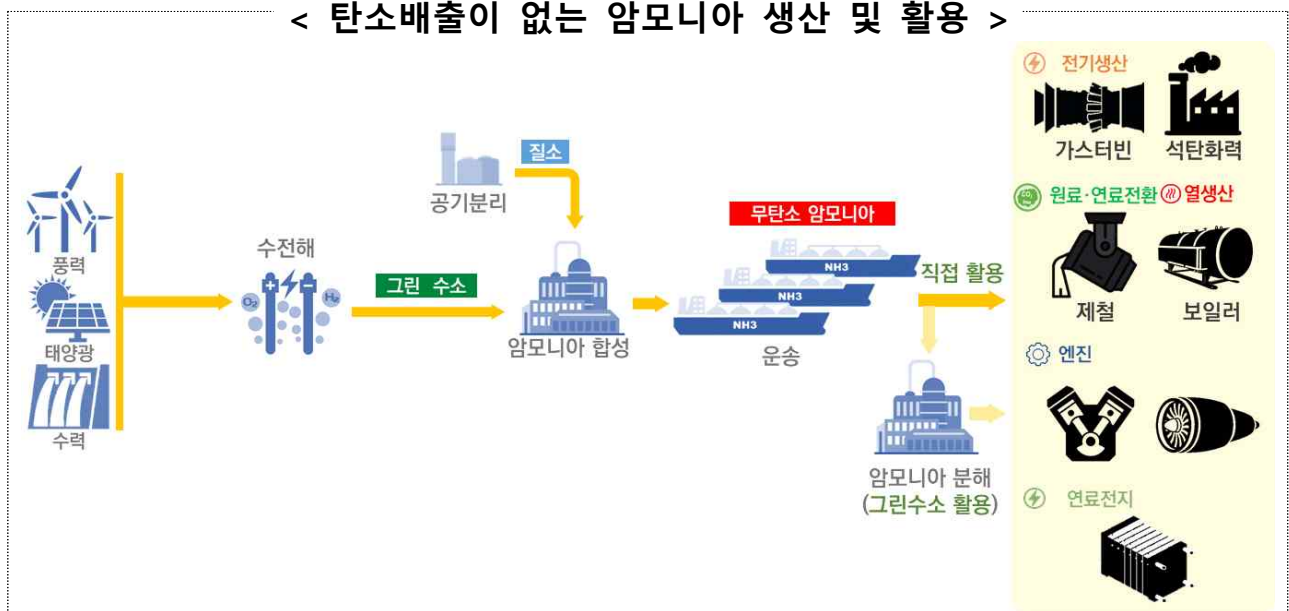 < 탄소배출이 없는 암모니아 생산 및 활용 >
풍력
태양광
수력
수전해
O₂
H₂
그린 수소
공기분리
질소
암모니아 합성
무탄소 암모니아
NH3
NH3
NH3
운송
직접 활용
암모니아 분해
(그린수소 활용)
전기생산
가스터빈
석탄화력
원료·연료전환
열생산
제철
보일러
엔진
연료전지